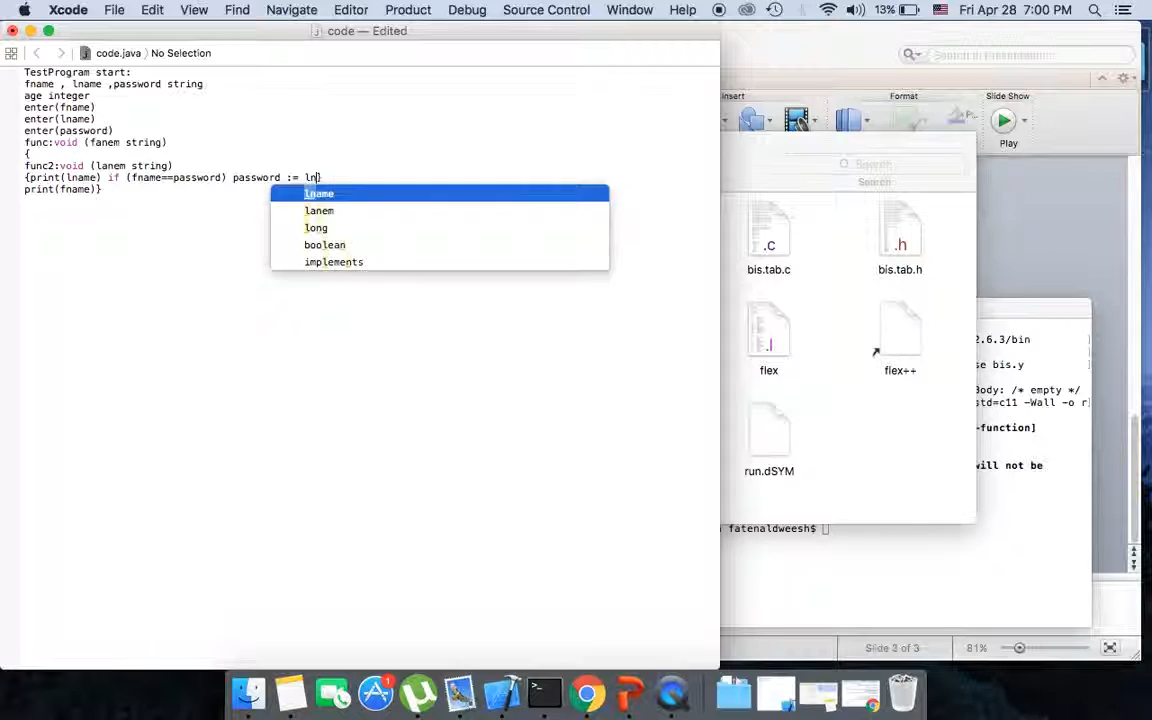 Xcode File Edit View Find Navigate Editor Product Debug Source Control Window Help 13% Fri Apr 28 7:00 PM
code — Edited
code.java No Selection
TestProgram start:
fname , lname ,password string
age integer
enter(fname)
enter(lname)
enter(password)
func:void (fanem string)
{
func2:void (lanem string)
{print(lname) if (fname==password) password := ln}
print(fname)}
lname
lanem
long
boolean
implements
Insert Format Slide Show
Play
Search
Search
.c .h
bis.tab.c bis.tab.h
.l
flex flex++
run.dSYM
2.6.3/bin
se bis.y
Body: /* empty */
std=c11 -Wall -o r
-function]
will not be
fatenaldweesh$
Slide 3 of 3 81%
1